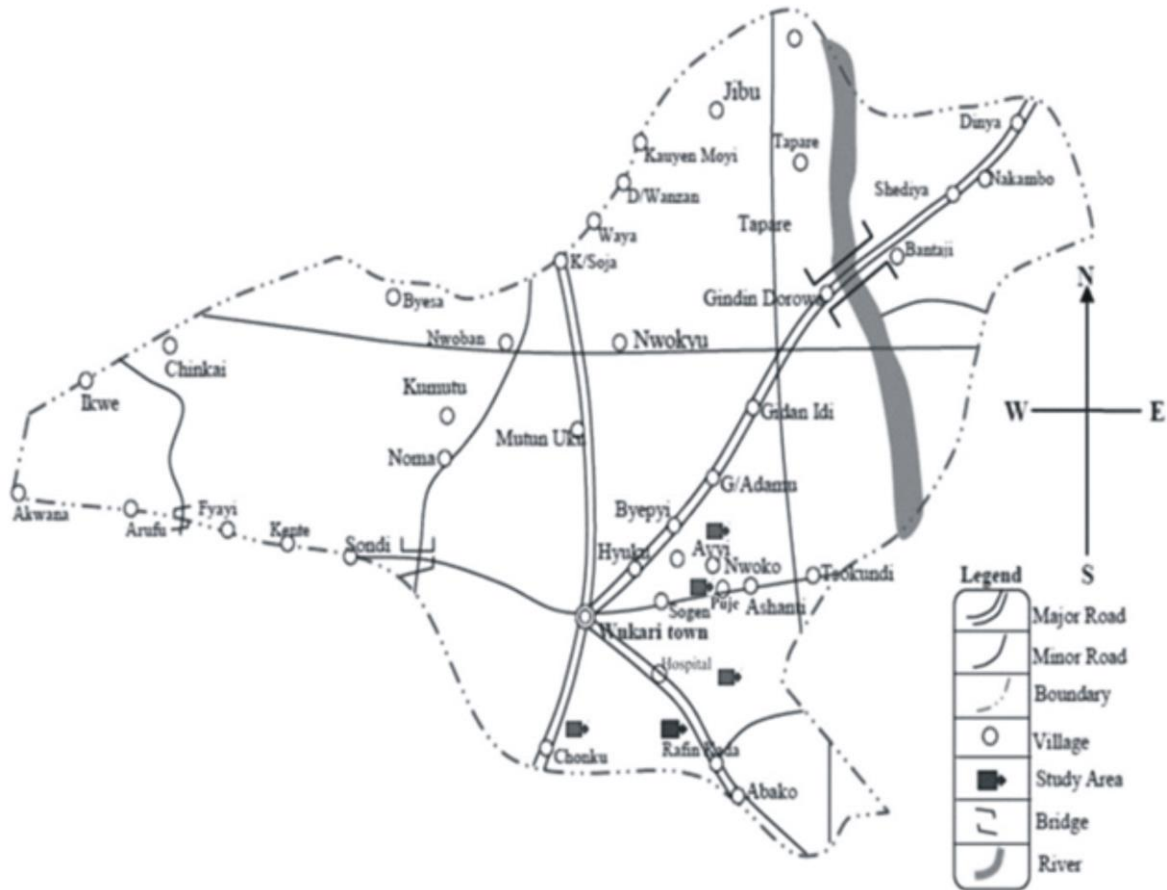 Jibu
Dinya
Kauyen Moyi
Tapare
Nakambo
Shediya
D/Wanzan
Tapare
Waya
Bantaji
K/Soja
N
Byesa
Gindin Dorowa
Nwoban
Nwokyu
Chinkai
Kumutu
Ikwe
W
E
Gidan Idi
Mutun Uku
Noma
G/Adamu
Akwana
Arufu
Fyayi
Byepyi
Kente
Sondi
Hyuku
Ayyi
Nwoko
Tsokundi
S
Sogen
Puje
Ashanti
Wukari town
Hospital
Chonku
Rafin Kada
Abako
Legend
Major Road
Minor Road
Boundary
Village
Study Area
Bridge
River